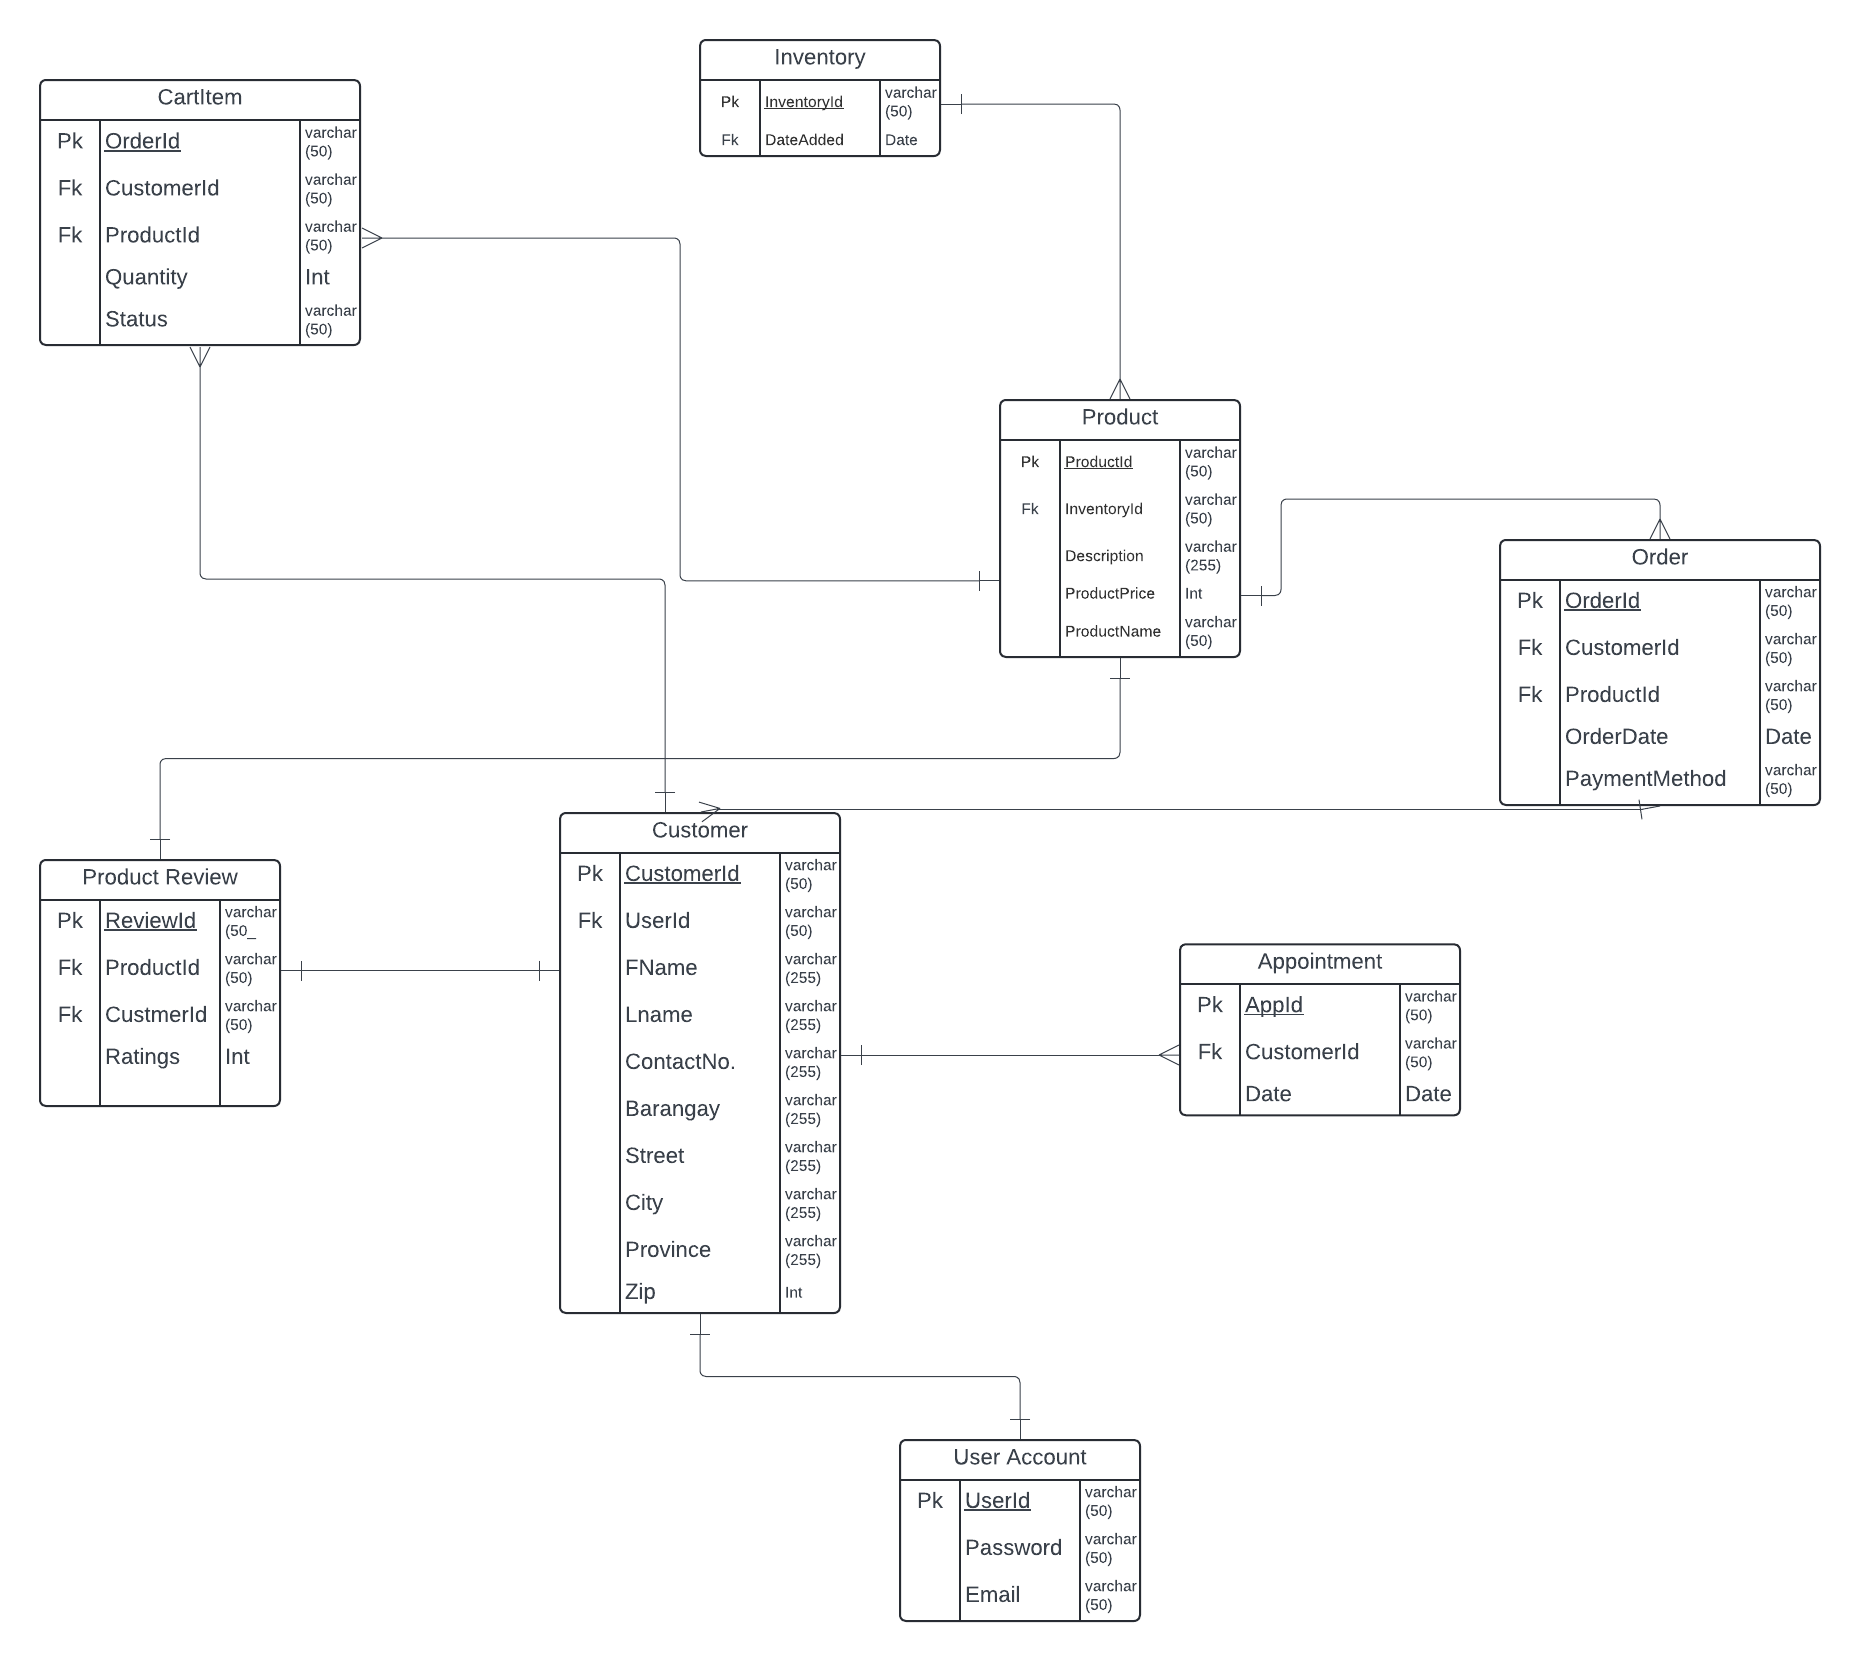 Inventory
Pk InventoryId varchar
(50)
Fk DateAdded Date
CartItem
Pk OrderId varchar
(50)
Fk CustomerId varchar
(50)
Fk ProductId varchar
(50)
Quantity Int
Status varchar
(50)
Product
Pk ProductId varchar
(50)
Fk InventoryId varchar
(50)
Description varchar
(255)
ProductPrice Int
ProductName varchar
(50)
Order
Pk OrderId varchar
(50)
Fk CustomerId varchar
(50)
Fk ProductId varchar
(50)
OrderDate Date
PaymentMethod varchar
(50)
Product Review
Pk ReviewId varchar
(50_
Fk ProductId varchar
(50)
Fk CustmerId varchar
(50)
Ratings Int
Customer
Pk CustomerId varchar
(50)
Fk UserId varchar
(50)
FName varchar
(255)
Lname varchar
(255)
ContactNo. varchar
(255)
Barangay varchar
(255)
Street varchar
(255)
City varchar
(255)
Province varchar
(255)
Zip Int
Appointment
Pk AppId varchar
(50)
Fk CustomerId varchar
(50)
Date Date
User Account
Pk UserId varchar
(50)
Password varchar
(50)
Email varchar
(50)